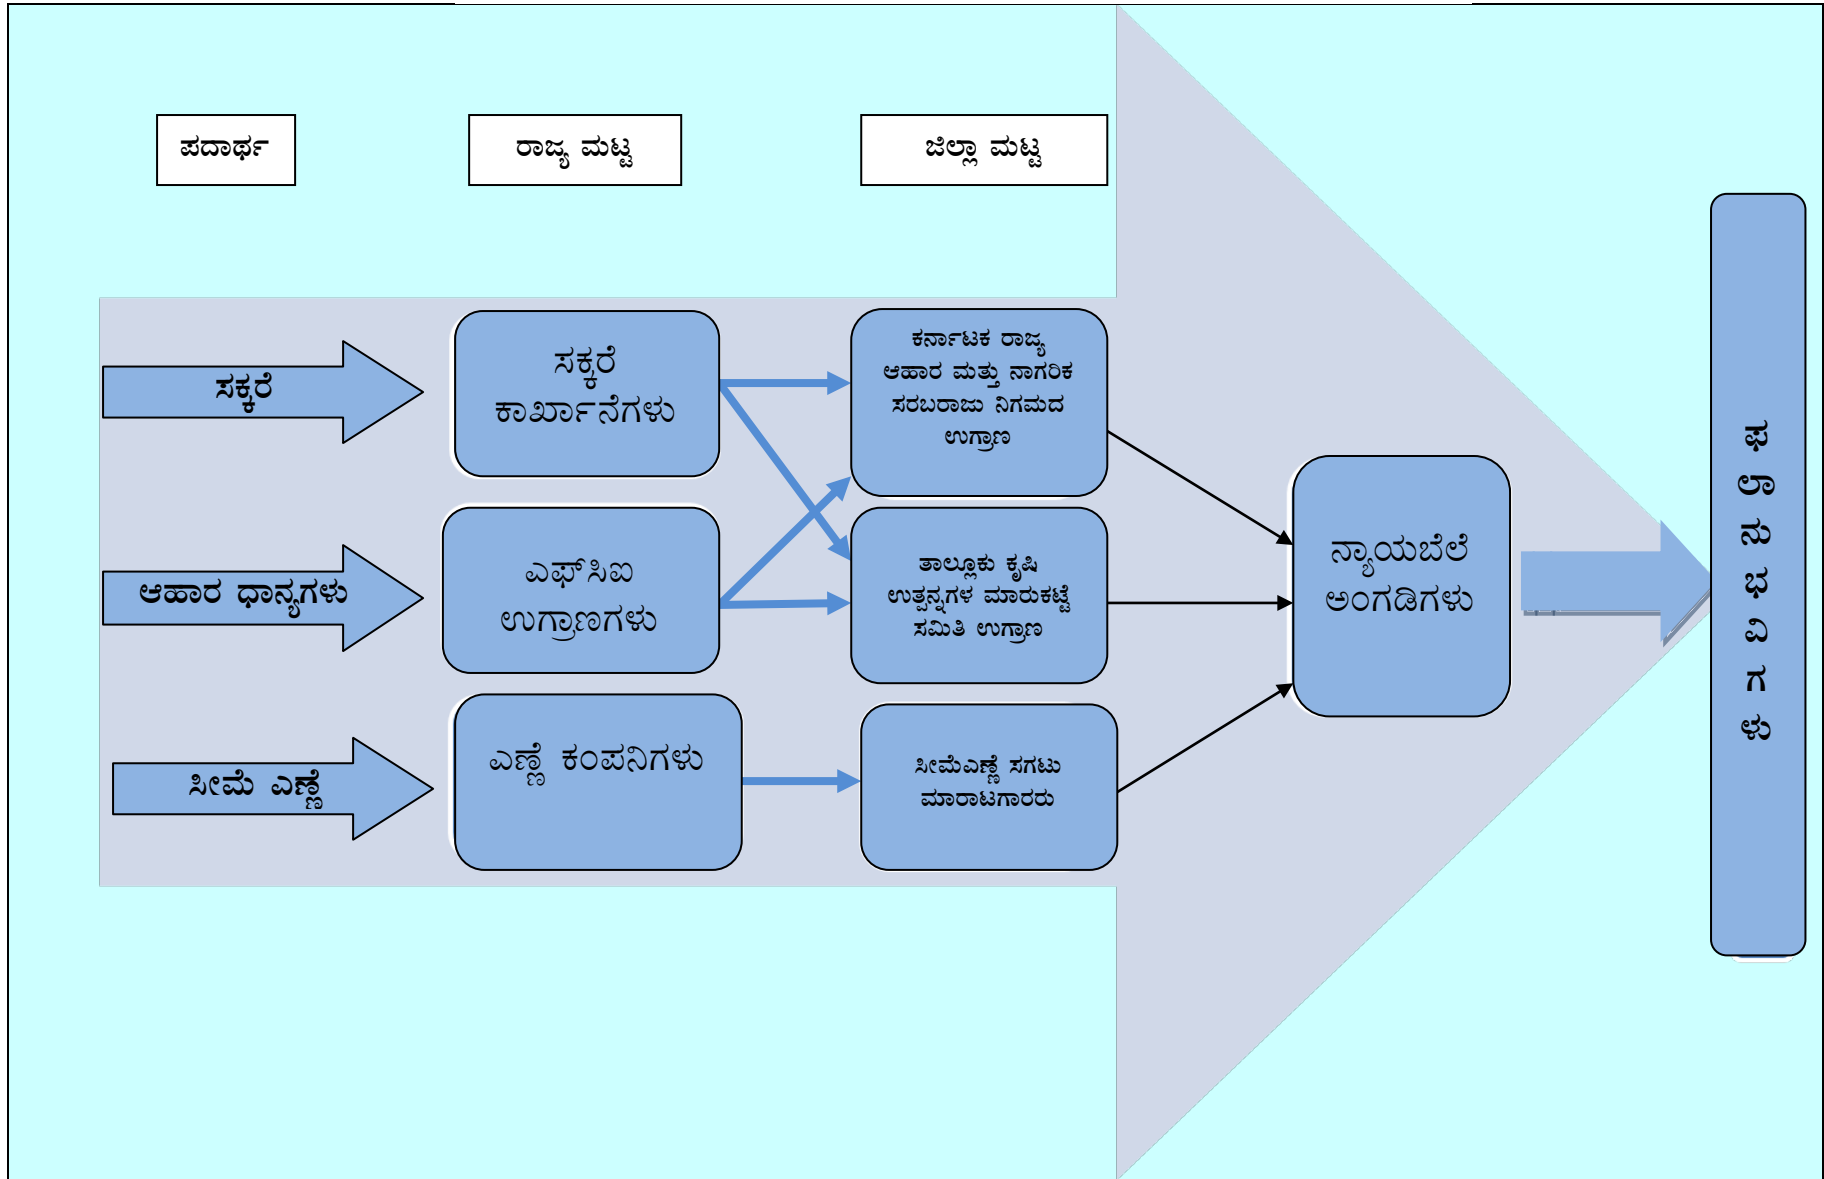 ಪದಾರ್ಥ
ರಾಜ್ಯ ಮಟ್ಟ
ಜಿಲ್ಲಾ ಮಟ್ಟ
ಸಕ್ಕರೆ
ಸಕ್ಕರೆ
ಕಾರ್ಖಾನೆಗಳು
ಕರ್ನಾಟಕ ರಾಜ್ಯ
ಆಹಾರ ಮತ್ತು ನಾಗರಿಕ
ಸರಬರಾಜು ನಿಗಮದ
ಉಗ್ರಾಣ
ಆಹಾರ ಧಾನ್ಯಗಳು
ಎಫ್‌ಸಿಐ
ಉಗ್ರಾಣಗಳು
ತಾಲ್ಲೂಕು ಕೃಷಿ
ಉತ್ಪನ್ನಗಳ ಮಾರುಕಟ್ಟೆ
ಸಮಿತಿ ಉಗ್ರಾಣ
ಸೀಮೆ ಎಣ್ಣೆ
ಎಣ್ಣೆ ಕಂಪನಿಗಳು
ಸೀಮೆಎಣ್ಣೆ ಸಗಟು
ಮಾರಾಟಗಾರರು
ನ್ಯಾಯಬೆಲೆ
ಅಂಗಡಿಗಳು
ಫ
ಲಾ
ನು
ಭ
ವಿ
ಗ
ಳು